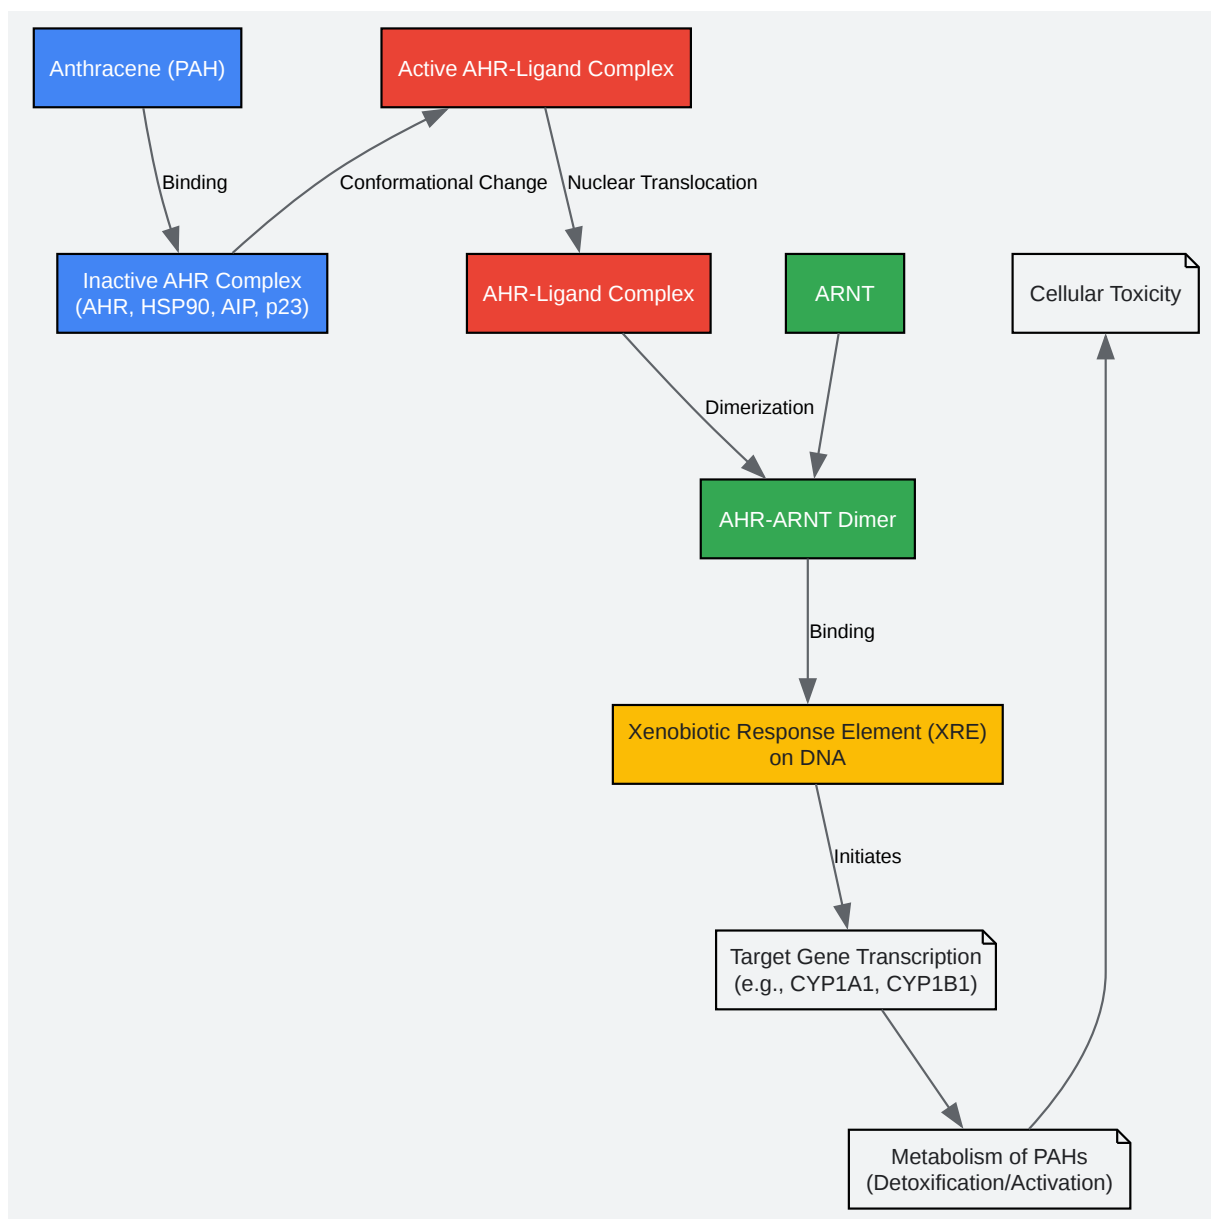 Anthracene (PAH)
Active AHR-Ligand Complex
Binding
Conformational Change
Nuclear Translocation
Inactive AHR Complex
(AHR, HSP90, AIP, p23)
AHR-Ligand Complex
ARNT
Cellular Toxicity
Dimerization
AHR-ARNT Dimer
Binding
Xenobiotic Response Element (XRE)
on DNA
Initiates
Target Gene Transcription
(e.g., CYP1A1, CYP1B1)
Metabolism of PAHs
(Detoxification/Activation)